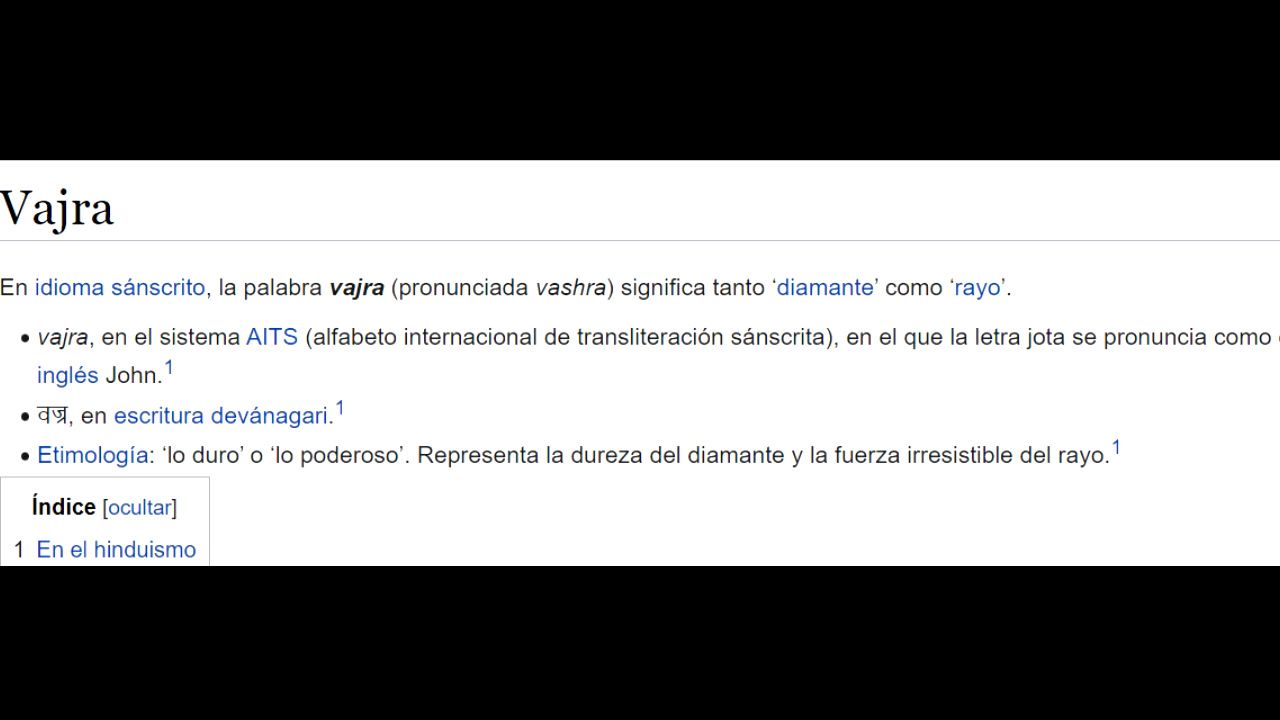 Vajra
En idioma sánscrito, la palabra vajra (pronunciada vashra) significa tanto ‘diamante’ como ‘rayo’.
• vajra, en el sistema AITS (alfabeto internacional de transliteración sánscrita), en el que la letra jota se pronuncia como
inglés John.1
• वज्र, en escritura devánagari.1
• Etimología: ‘lo duro’ o ‘lo poderoso’. Representa la dureza del diamante y la fuerza irresistible del rayo.1
Índice [ocultar]
1 En el hinduismo